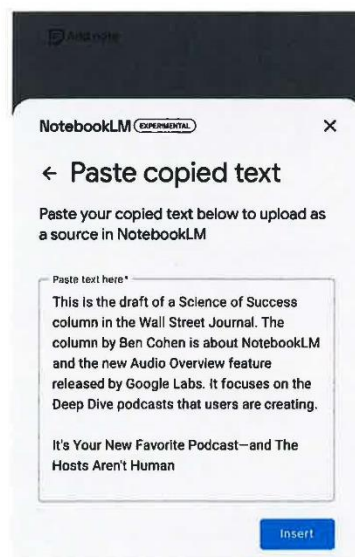 Add note
NotebookLM EXPERIMENTAL
Paste copied text
Paste your copied text below to upload as
a source in NotebookLM
Paste text here*
This is the draft of a Science of Success
column in the Wall Street Journal. The
column by Ben Cohen is about NotebookLM
and the new Audio Overview feature
released by Google Labs. It focuses on the
Deep Dive podcasts that users are creating.
It's Your New Favorite Podcast—and The
Hosts Aren't Human
Insert